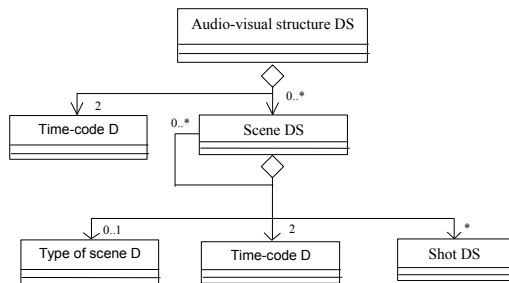 Audio-visual structure DS
2
0..*
Time-code D
0..*
Scene DS
0..1
2
*
Type of scene D
Time-code D
Shot DS